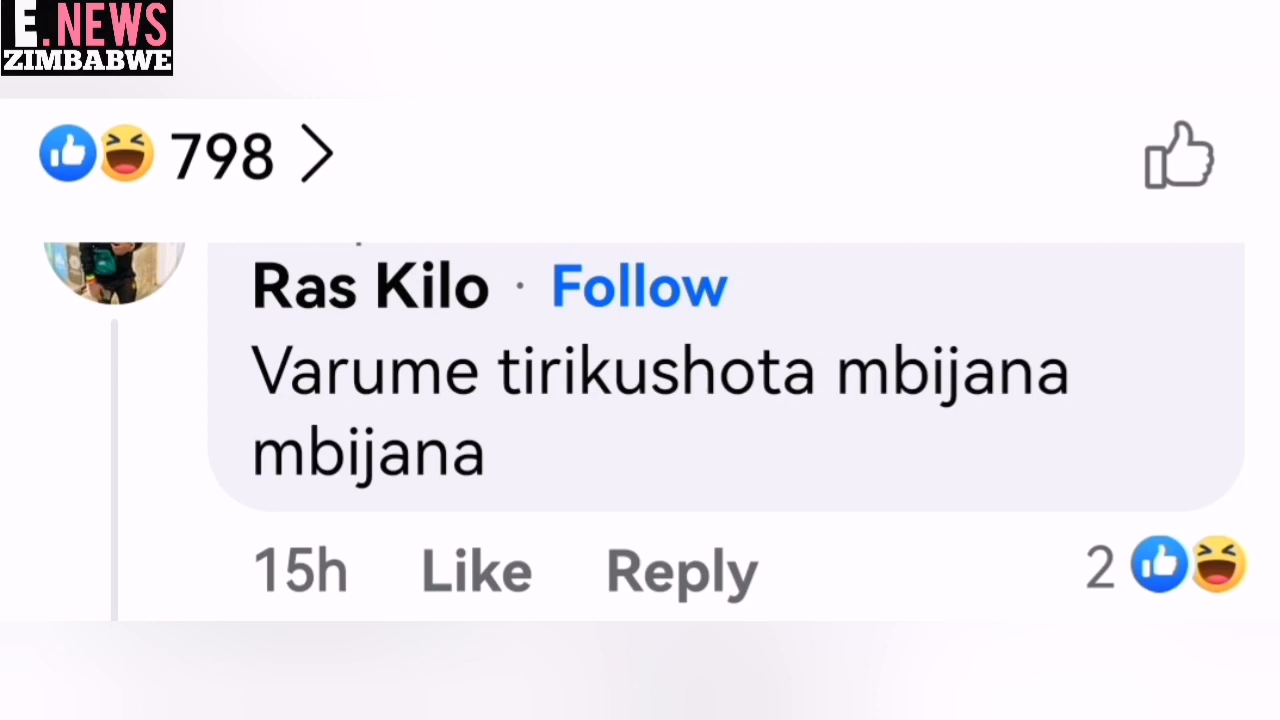 E.NEWS
ZIMBABWE
798
Ras Kilo · Follow
Varume tirikushota mbijana
mbijana
15h Like Reply 2